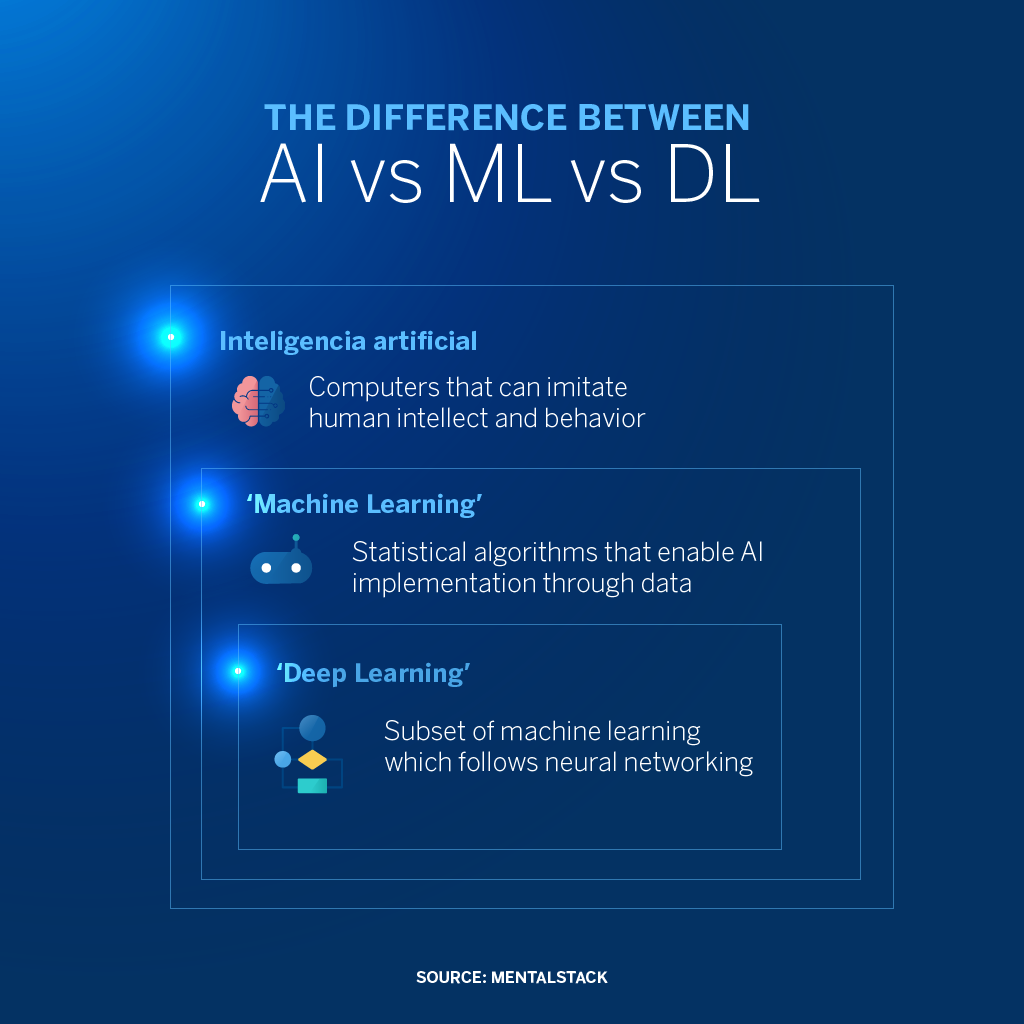 THE DIFFERENCE BETWEEN
AI vs ML vs DL
Inteligencia artificial
Computers that can imitate
human intellect and behavior
‘Machine Learning’
Statistical algorithms that enable AI
implementation through data
‘Deep Learning’
Subset of machine learning
which follows neural networking
SOURCE: MENTALSTACK